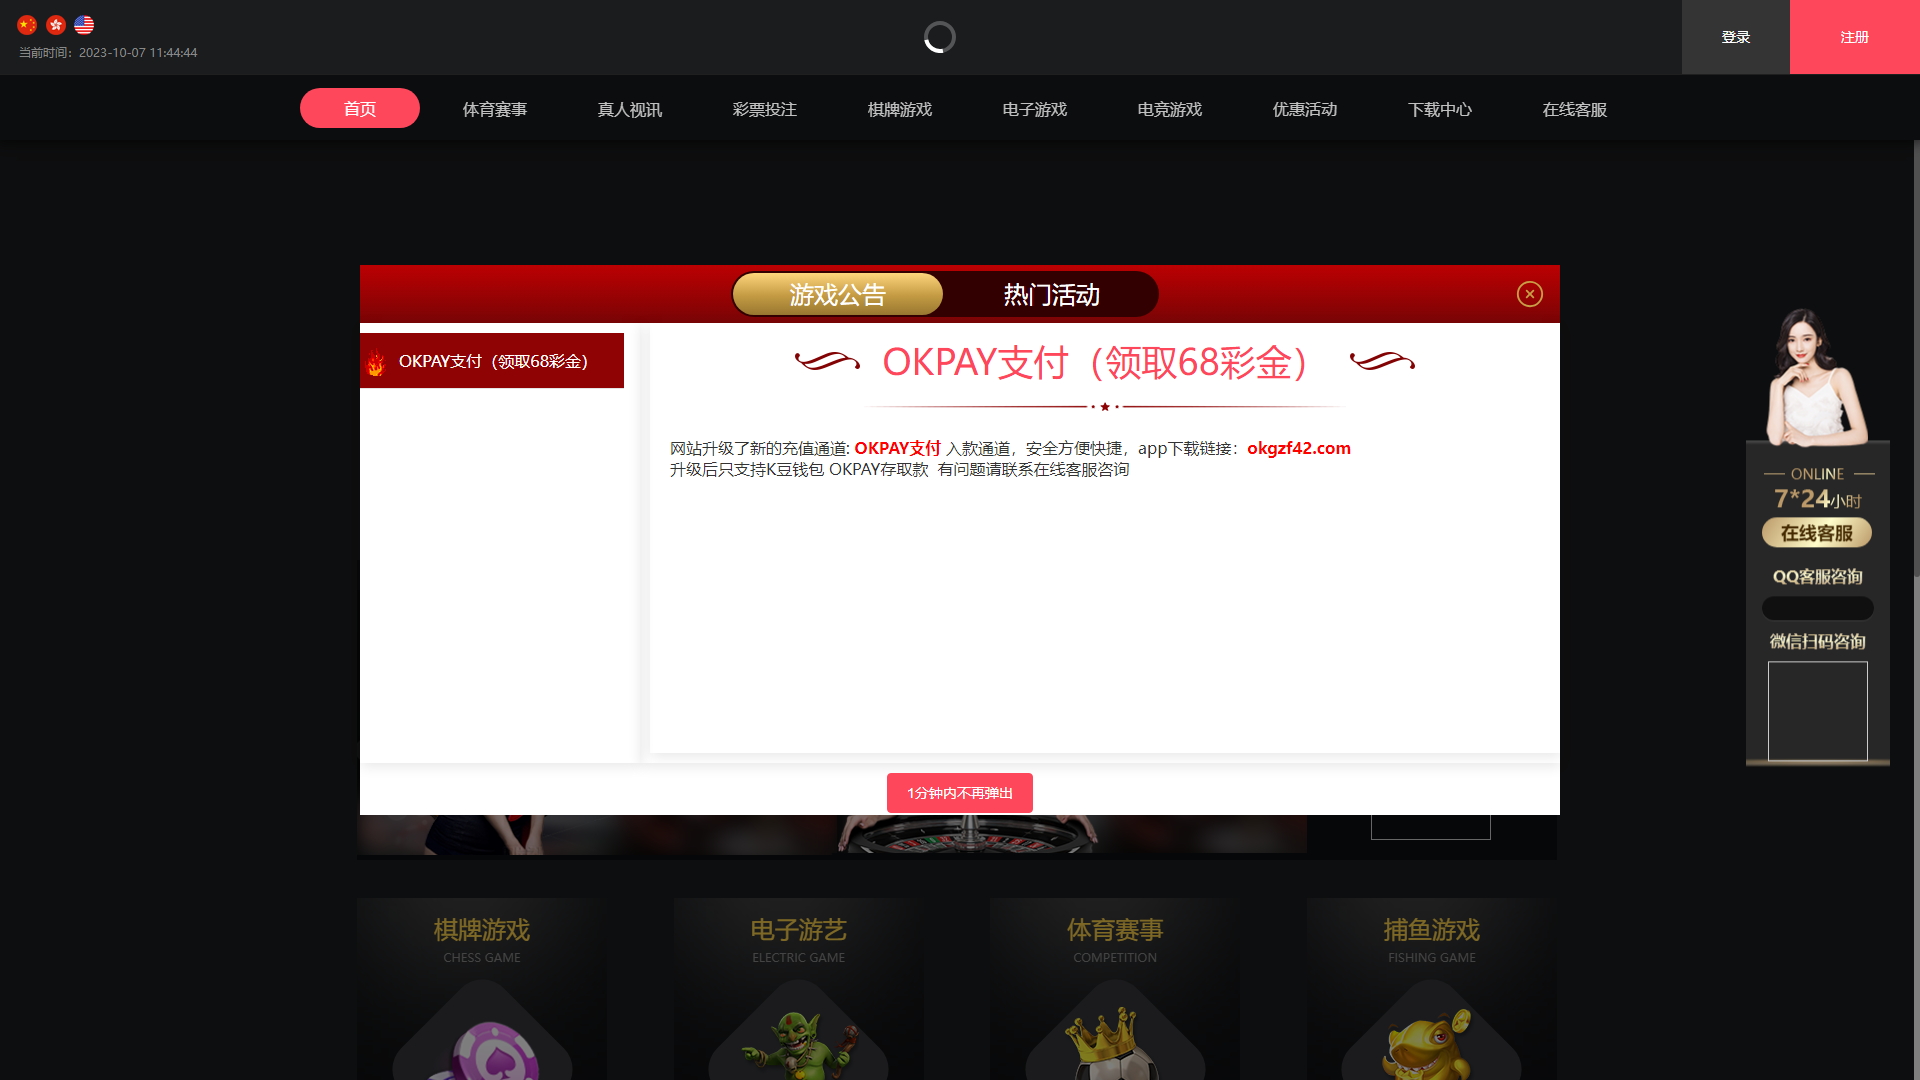 当前时间：2023-10-07 11:44:44
登录
注册
首页
体育赛事
真人视讯
彩票投注
棋牌游戏
电子游戏
电竞游戏
优惠活动
下载中心
在线客服
游戏公告
热门活动
OKPAY支付（领取68彩金）
OKPAY支付（领取68彩金）
网站升级了新的充值通道: OKPAY支付 入款通道，安全方便快捷，app下载链接：okgzf42.com
升级后只支持K豆钱包 OKPAY存取款  有问题请联系在线客服咨询
1分钟内不再弹出
ONLINE
7*24小时
在线客服
QQ客服咨询
微信扫码咨询
棋牌游戏
CHESS GAME
电子游艺
ELECTRIC GAME
体育赛事
COMPETITION
捕鱼游戏
FISHING GAME